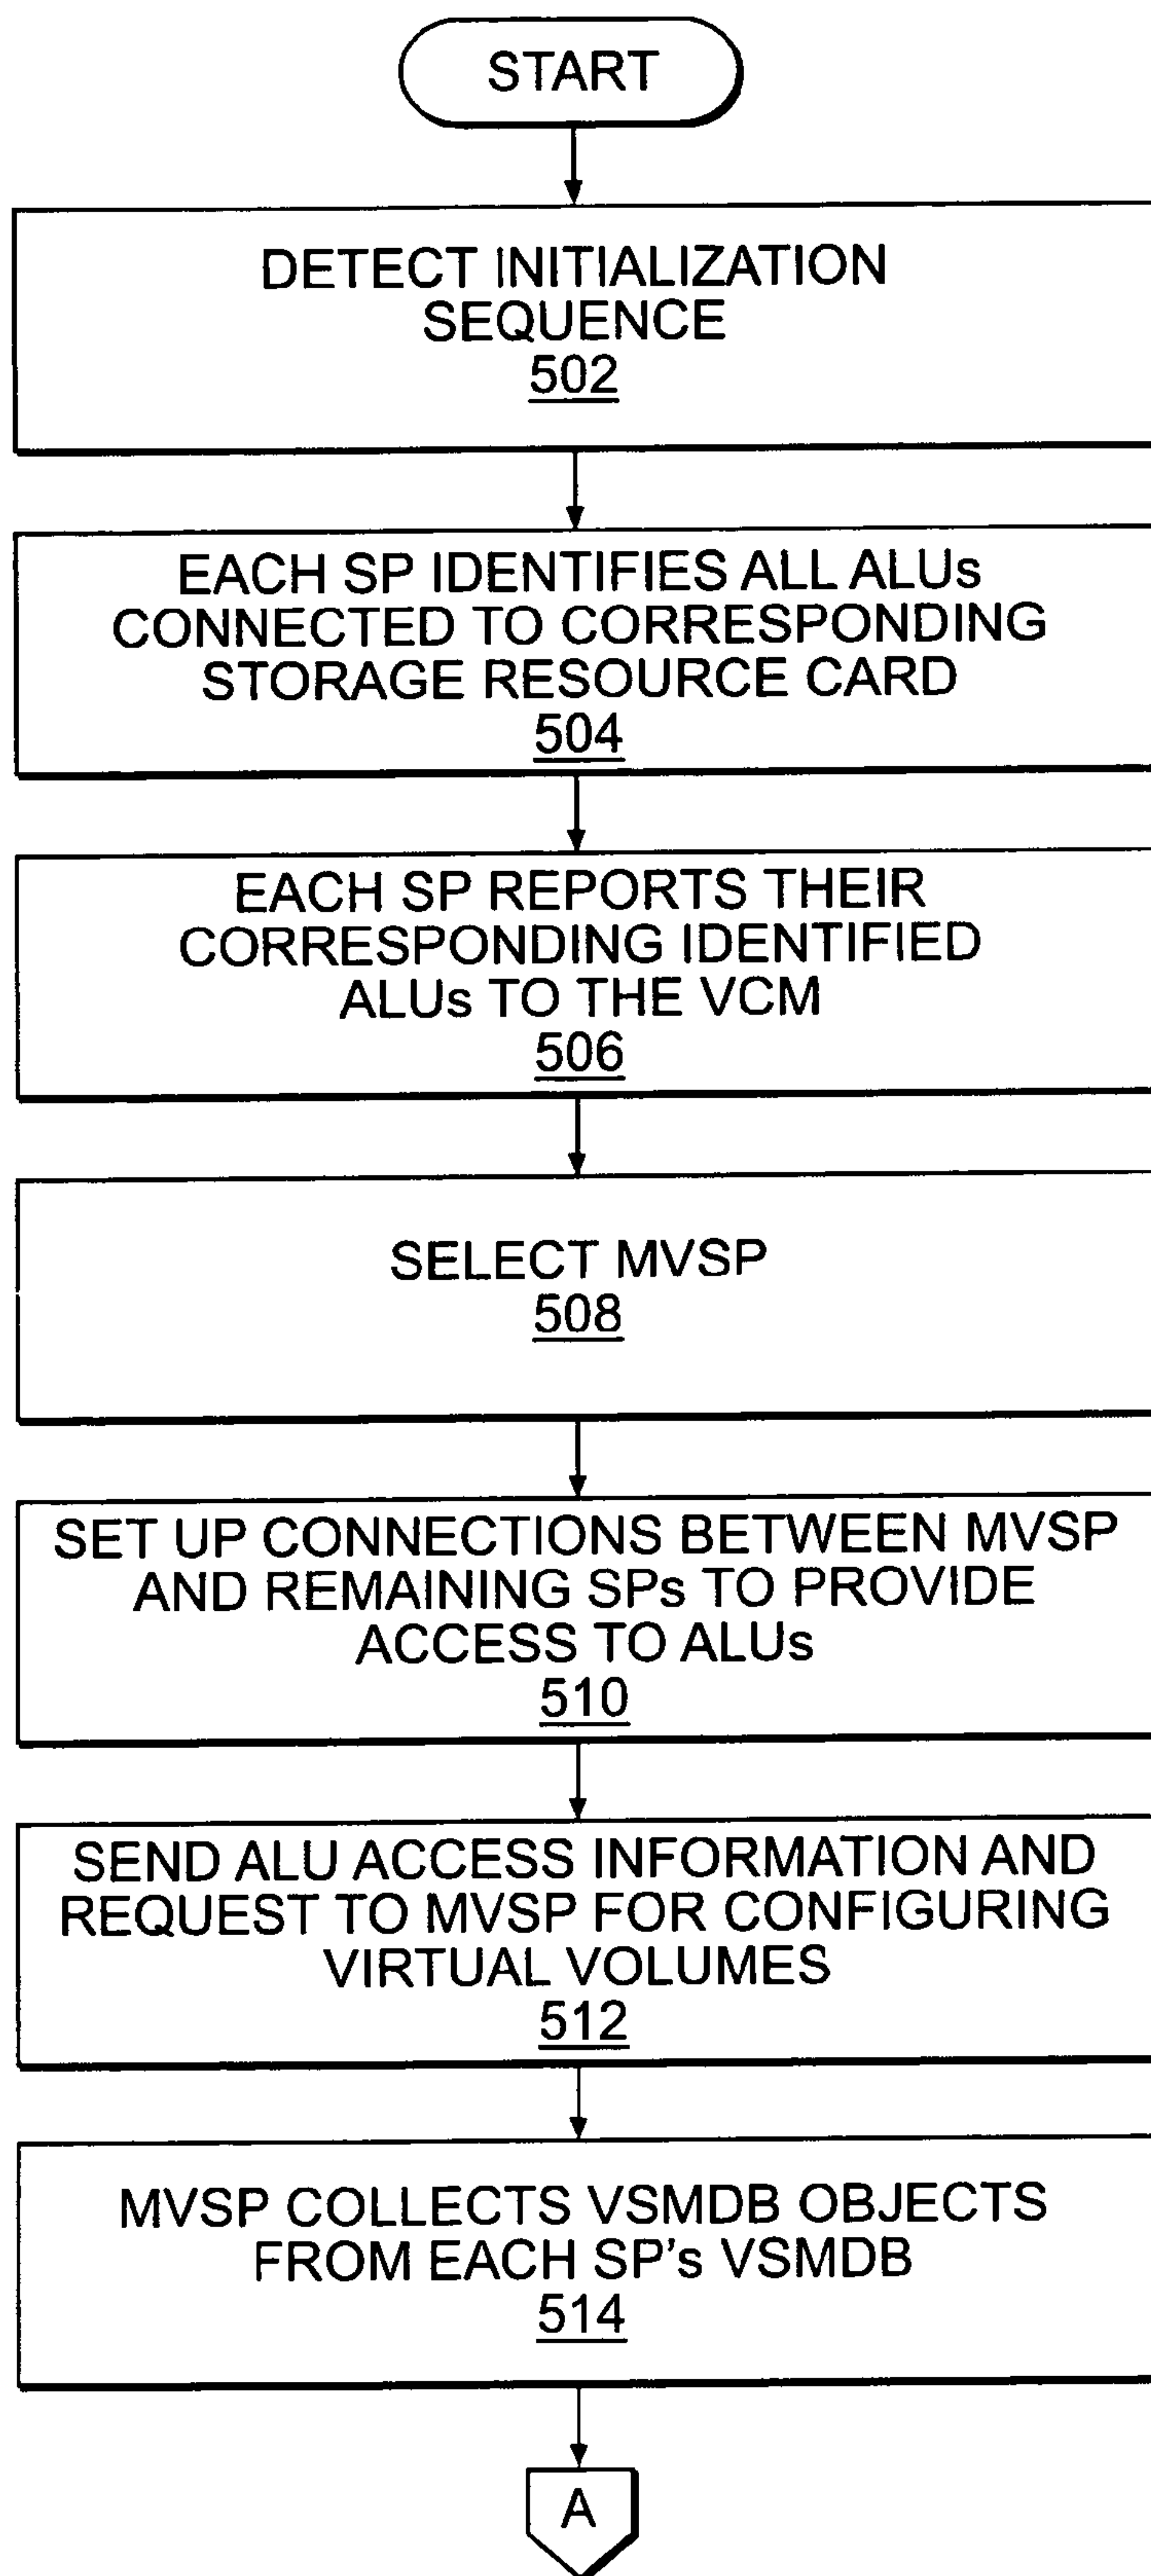 START
DETECT INITIALIZATION
SEQUENCE
502
EACH SP IDENTIFIES ALL ALUs
CONNECTED TO CORRESPONDING
STORAGE RESOURCE CARD
504
EACH SP REPORTS THEIR
CORRESPONDING IDENTIFIED
ALUs TO THE VCM
506
SELECT MVSP
508
SET UP CONNECTIONS BETWEEN MVSP
AND REMAINING SPs TO PROVIDE
ACCESS TO ALUs
510
SEND ALU ACCESS INFORMATION AND
REQUEST TO MVSP FOR CONFIGURING
VIRTUAL VOLUMES
512
MVSP COLLECTS VSMDB OBJECTS
FROM EACH SP's VSMDB
514
A